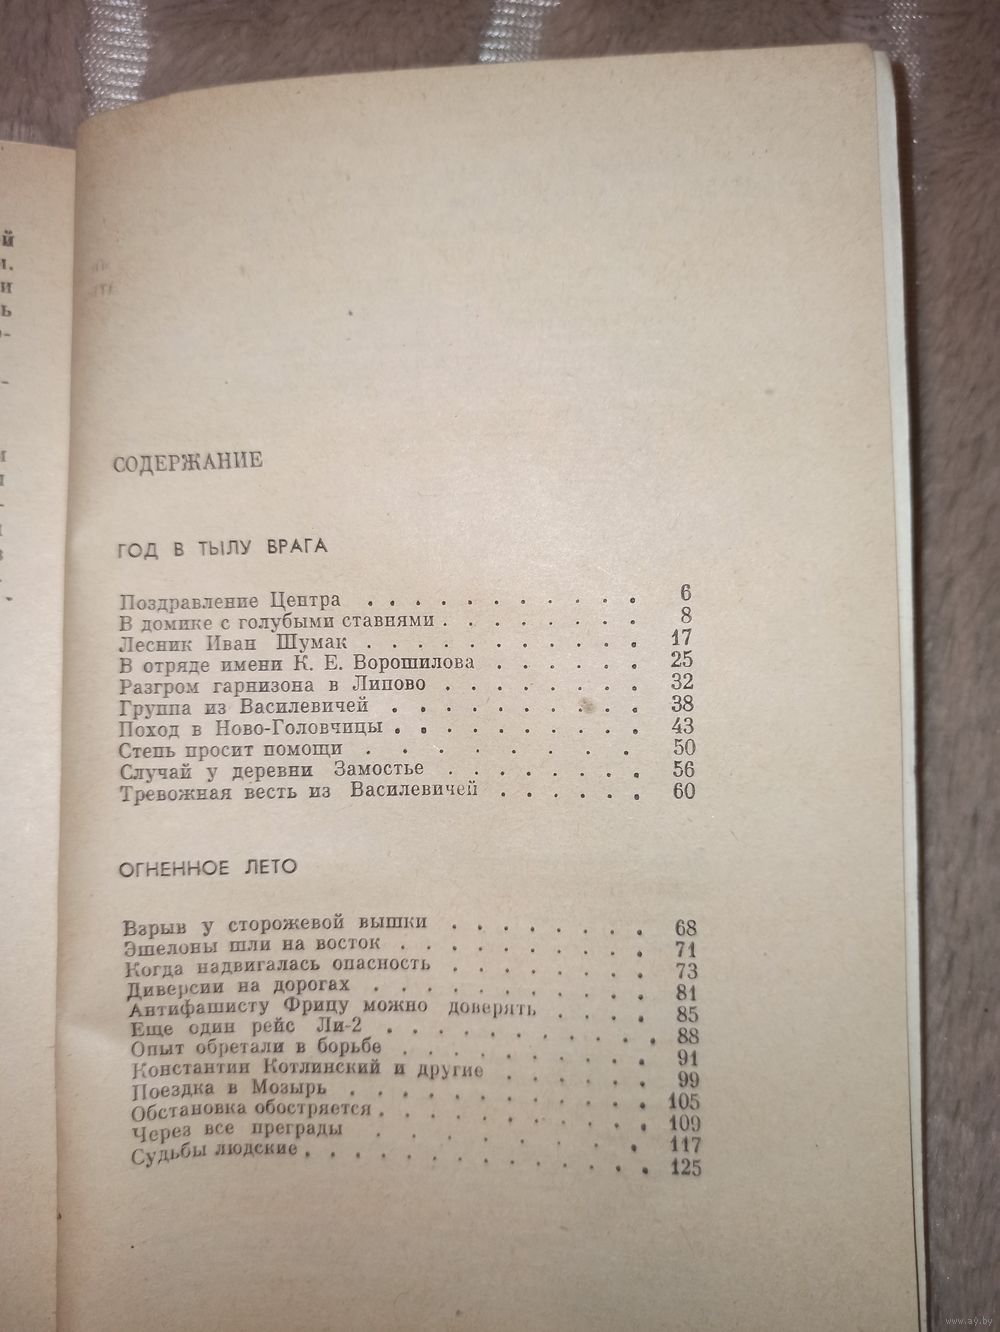 й
и.
и
ь
-
СОДЕРЖАНИЕ
ГОД В ТЫЛУ ВРАГА
Поздравление Центра . . . . . . . . . . . 6
В домике с голубыми ставнями . . . . . . . . 8
Лесник Иван Шумак . . . . . . . . . . . 17
В отряде имени К. Е. Ворошилова . . . . . . 25
Разгром гарнизона в Липово . . . . . . . . 32
Группа из Василевичей . . . . . . . . . 38
Поход в Ново-Головчицы . . . . . . . . . 43
Степь просит помощи . . . . . . . . 50
Случай у деревни Замостье . . . . . . . . 56
Тревожная весть из Василевичей . . . . . . 60
ОГНЕННОЕ ЛЕТО
Взрыв у сторожевой вышки . . . . . . . . 68
Эшелоны шли на восток . . . . . . . . . . 71
Когда надвигалась опасность . . . . . . . . 73
Диверсии на дорогах . . . . . . . . . . . 81
Антифашисту Фрицу можно доверять . . . . 85
Еще один рейс Ли-2 . . . . . . . . . . . 88
Опыт обретали в борьбе . . . . . . . . . . 91
Константин Котлинский и другие . . . . . . 99
Поездка в Мозырь . . . . . . . . . . . . 105
Обстановка обостряется . . . . . . . . . . . 109
Через все преграды . . . . . . . . 117
Судьбы людские . . . . . . . . . . . . . . 125
www.ay.by